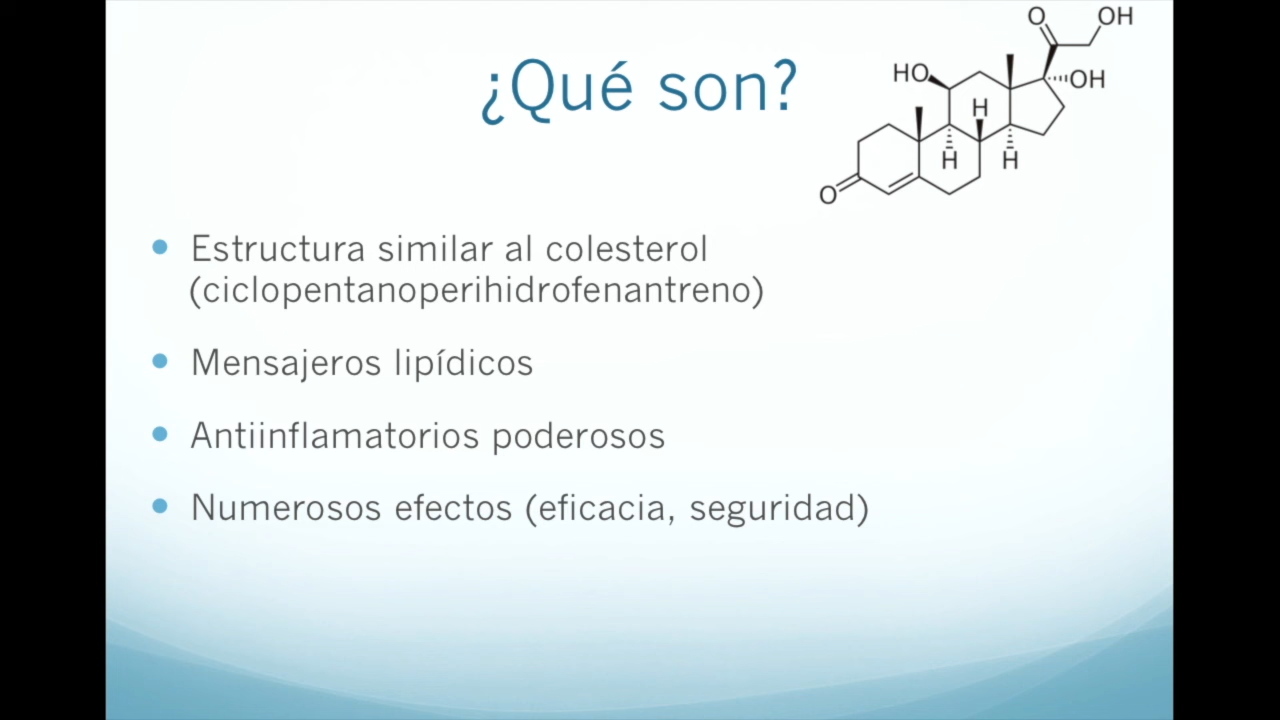 ¿Qué son?
O
OH
HO
OH
H
H
H
O
Estructura similar al colesterol
(ciclopentanoperihidrofenantreno)
Mensajeros lipídicos
Antiinflamatorios poderosos
Numerosos efectos (eficacia, seguridad)